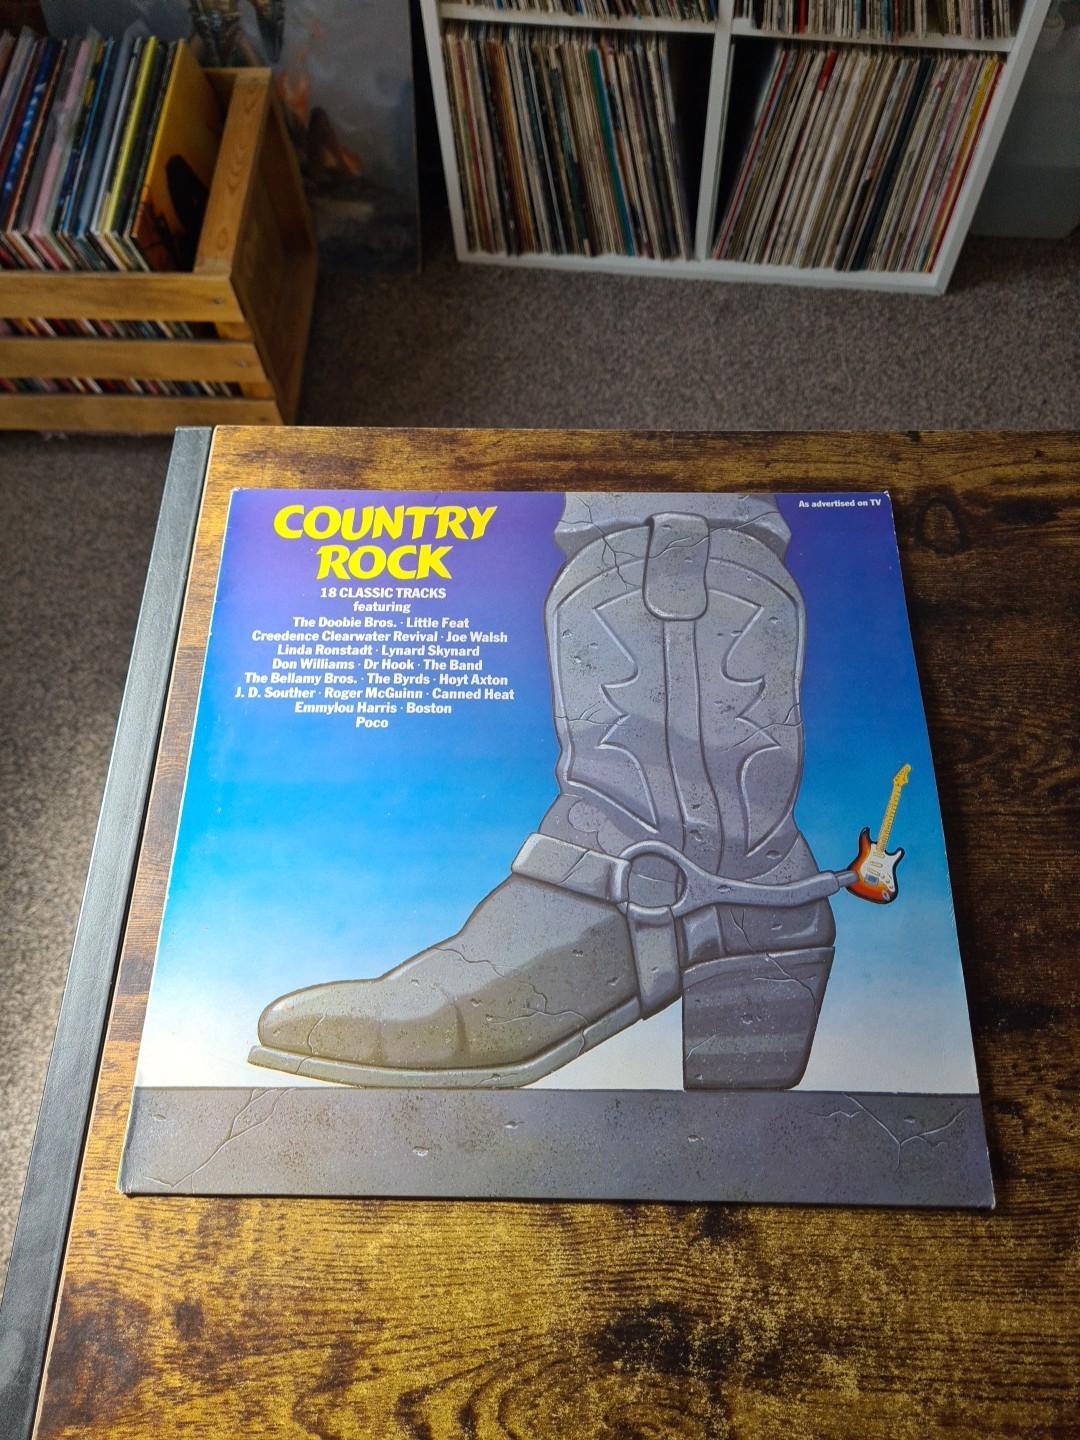 COUNTRY
ROCK
As advertised on TV
18 CLASSIC TRACKS
featuring
The Doobie Bros. · Little Feat
Creedence Clearwater Revival · Joe Walsh
Linda Ronstadt · Lynard Skynard
Don Williams · Dr Hook · The Band
The Bellamy Bros. · The Byrds · Hoyt Axton
J. D. Souther · Roger McGuinn · Canned Heat
Emmylou Harris · Boston
Poco